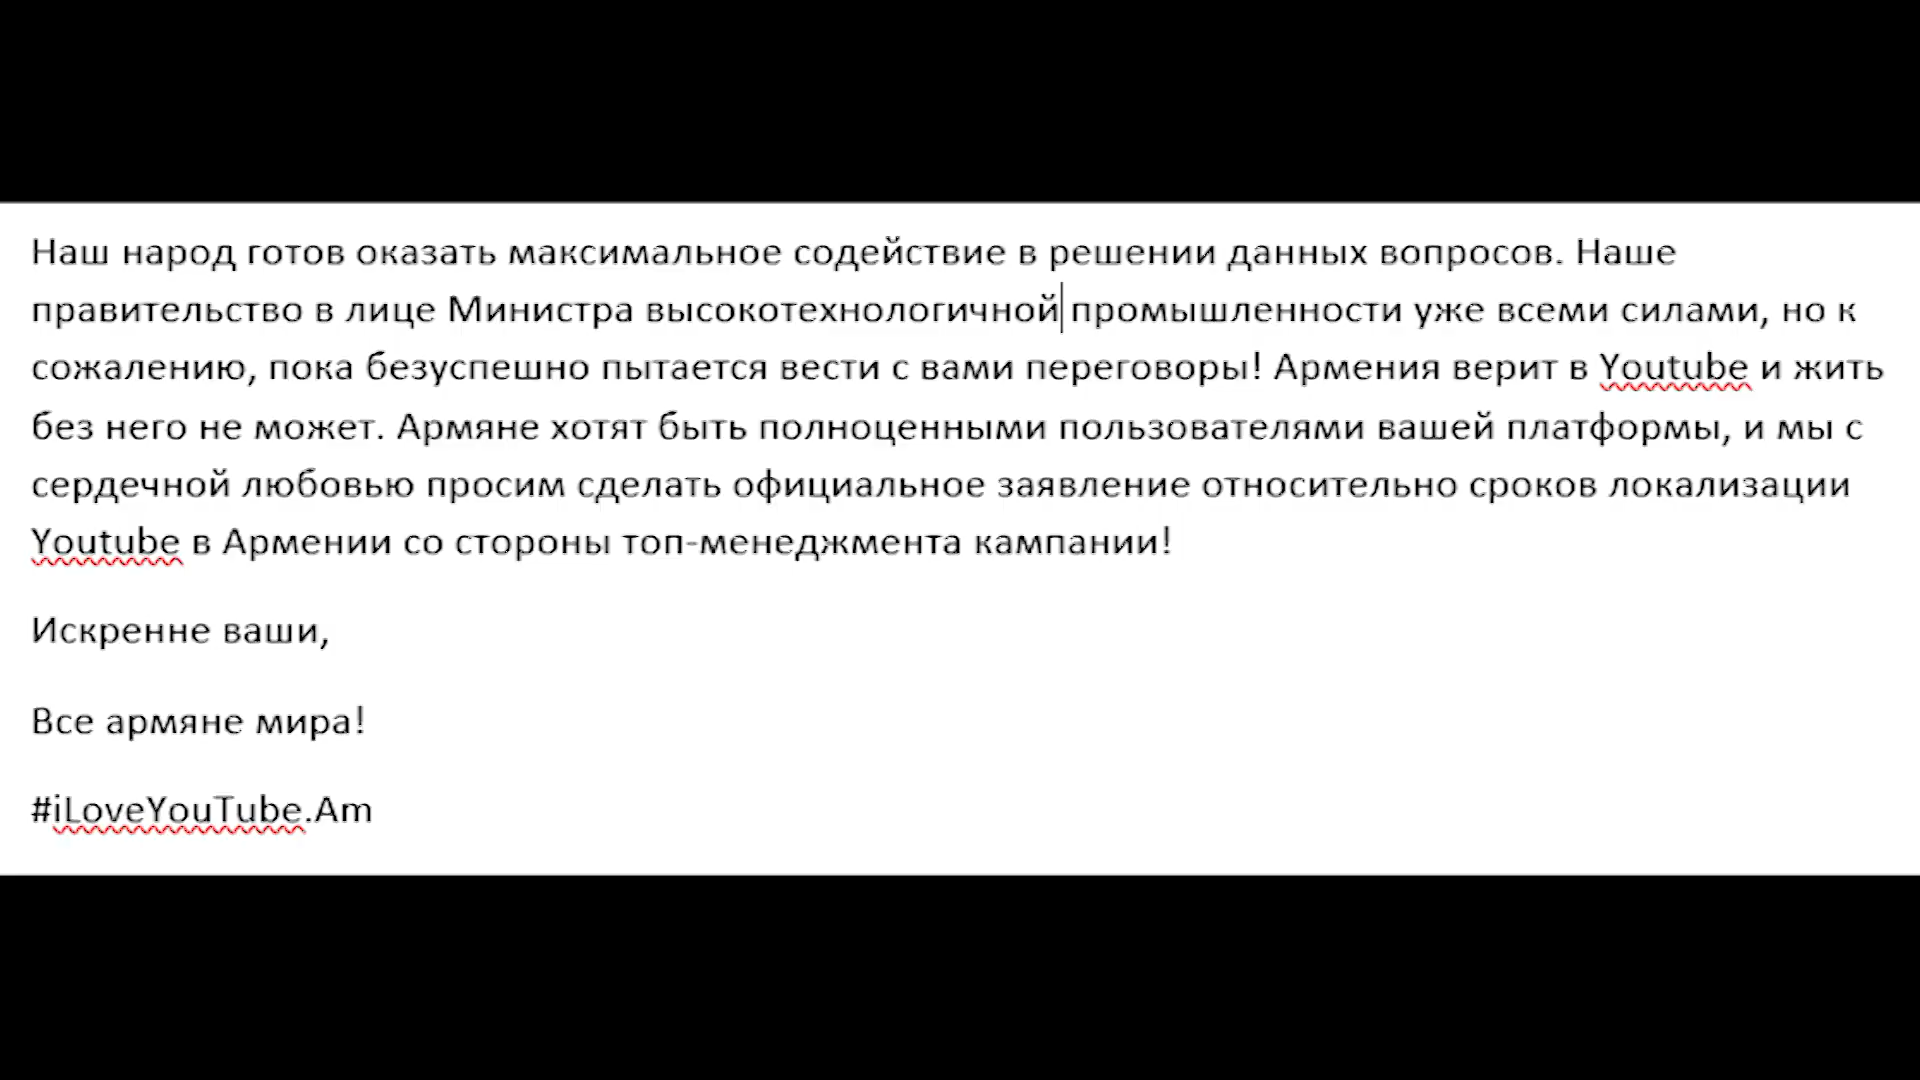 Наш народ готов оказать максимальное содействие в решении данных вопросов. Наше
правительство в лице Министра высокотехнологичной промышленности уже всеми силами, но к
сожалению, пока безуспешно пытается вести с вами переговоры! Армения верит в Youtube и жить
без него не может. Армяне хотят быть полноценными пользователями вашей платформы, и мы с
сердечной любовью просим сделать официальное заявление относительно сроков локализации
Youtube в Армении со стороны топ-менеджмента кампании!
Искренне ваши,
Все армяне мира!
#iLoveYouTube.Am